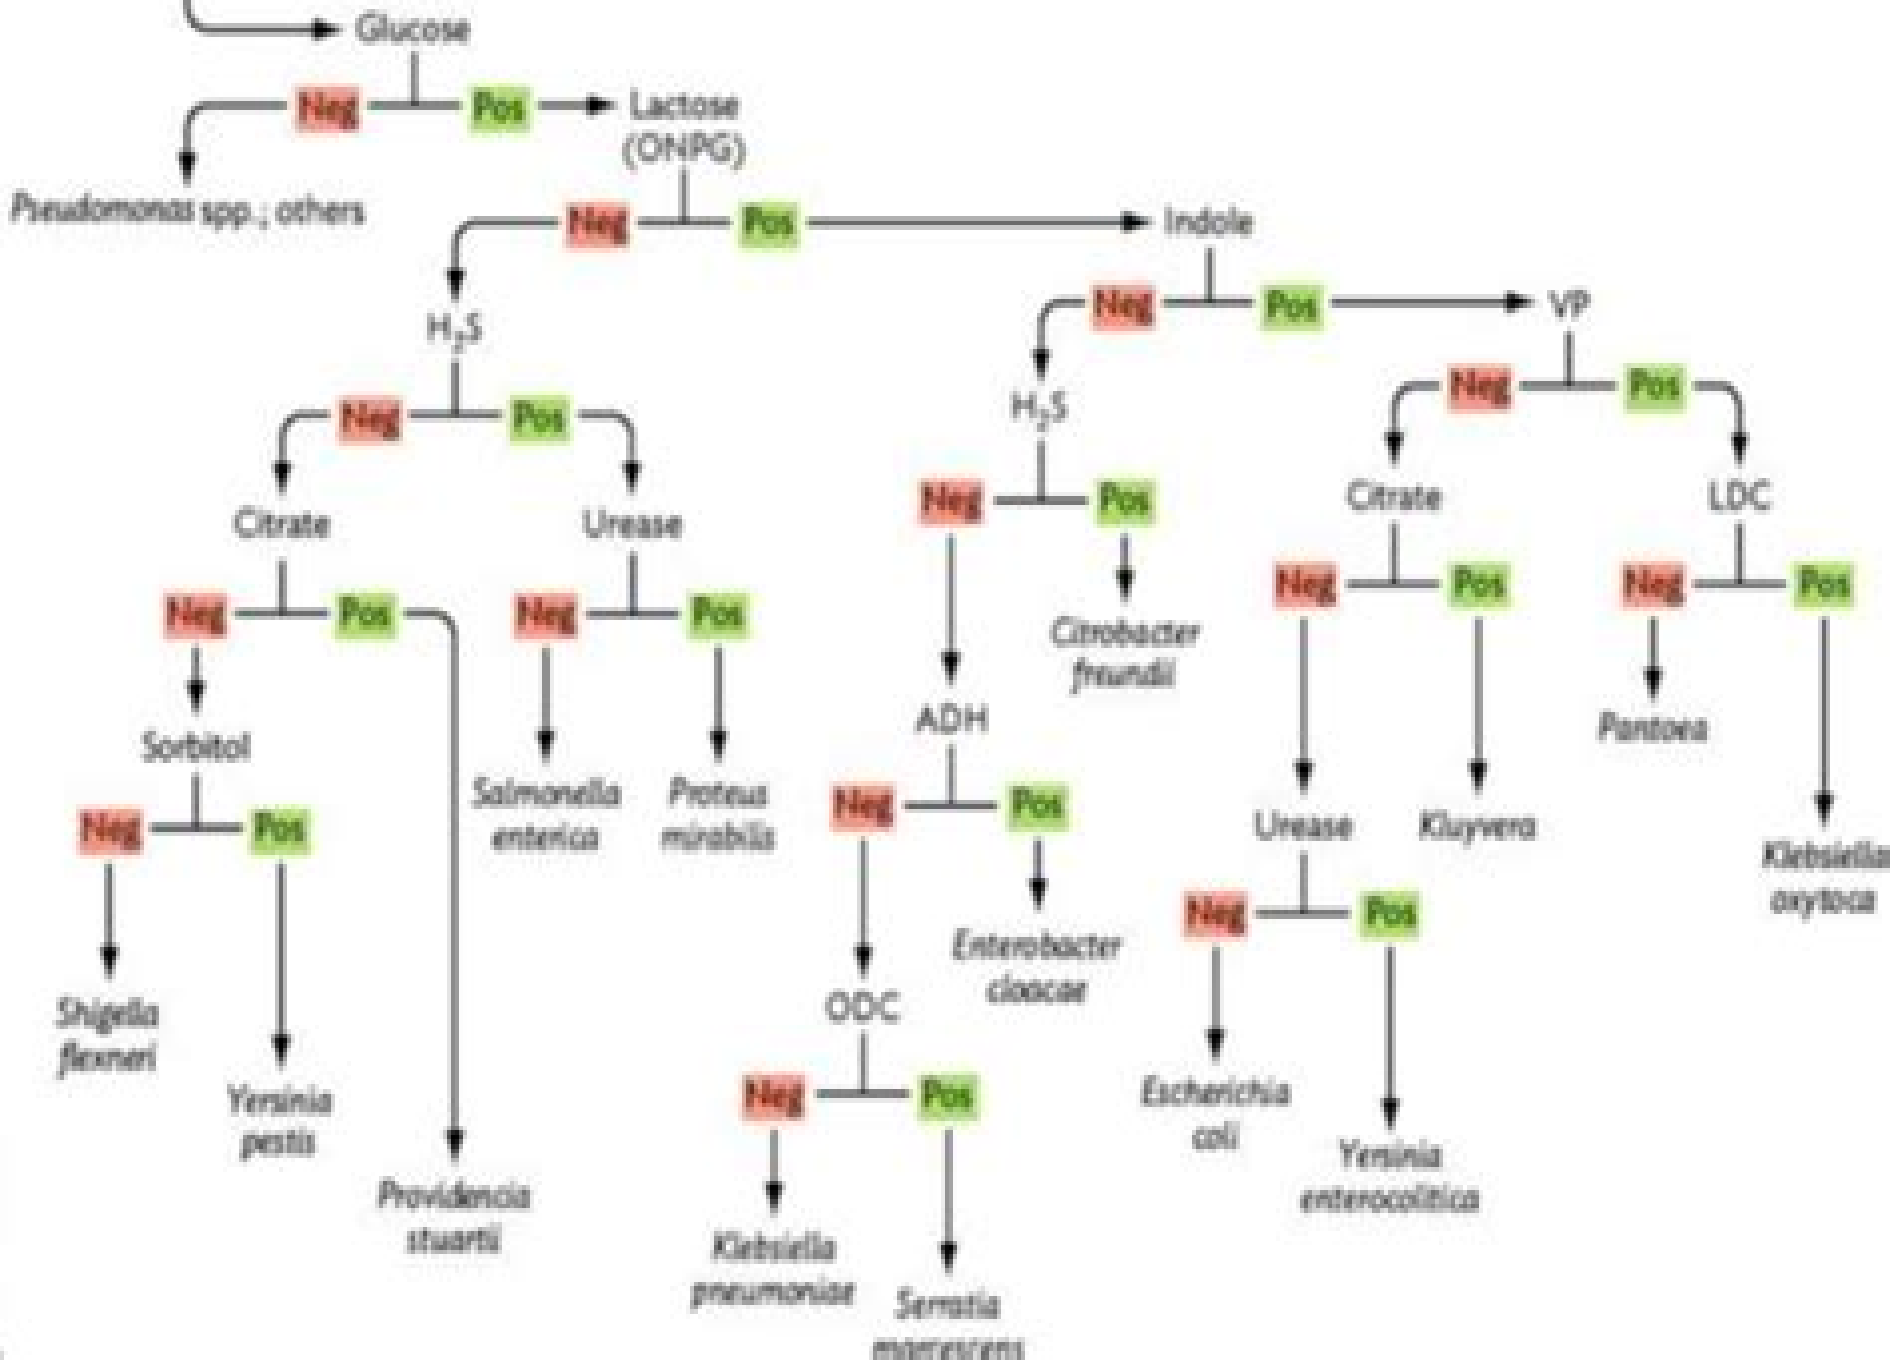 Glucose
Neg Pos Lactose
(ONPG)
Pseudomonas spp.; others
Neg Pos Indole
Neg Pos VP
H₂S
Neg Pos
H₂S
Neg Pos
Citrate LDC
Neg Pos
Citrate Urease
Neg Pos
Neg Pos
Neg Pos
Neg Pos
Citrobacter
freundii
ADH
Pantoea
Sorbitol
Salmonella
enterica
Proteus
mirabilis
Neg Pos
Urease
Kluyvera
Neg Pos
Klebsiella
oxytoca
Neg Pos
Enterobacter
cloacae
ODC
Shigella
flexneri
Yersinia
pestis
Neg Pos
Escherichia
coli
Yersinia
enterocolitica
Providencia
stuartii
Klebsiella
pneumoniae
Serratia
marcescens